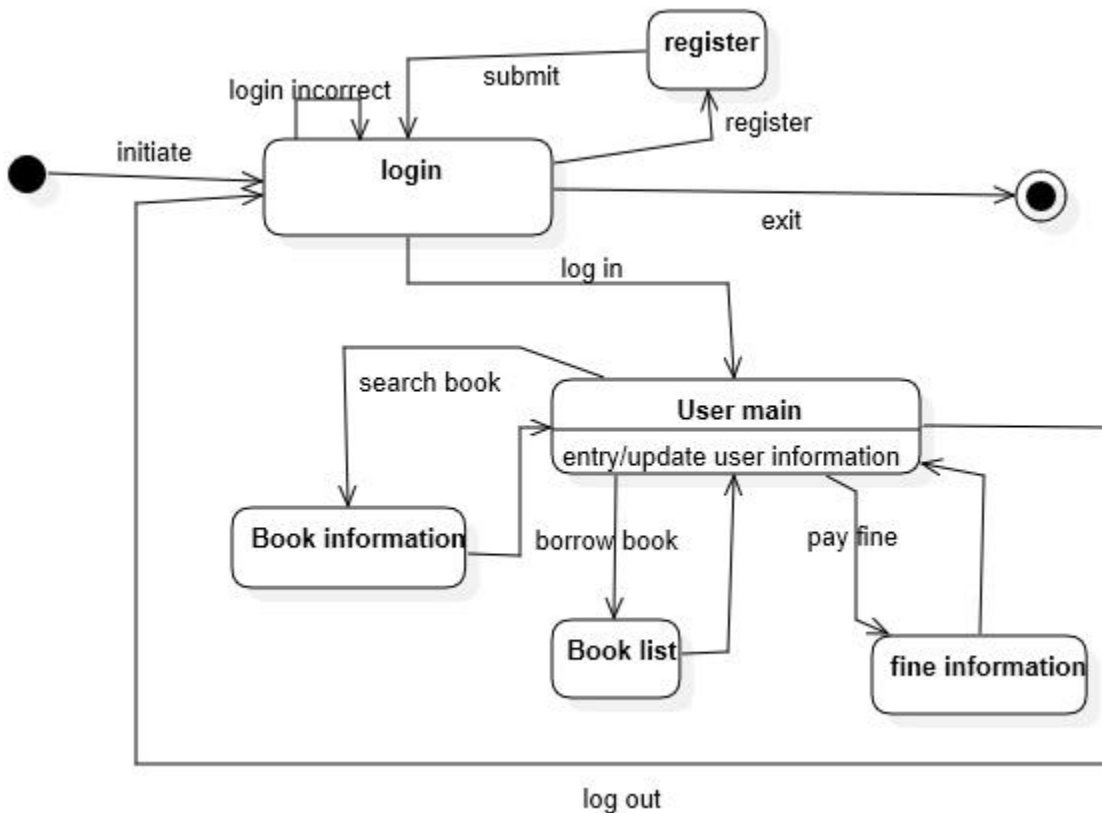 register
submit
login incorrect
register
initiate
login
exit
log in
search book
User main
entry/update user information
Book information
borrow book
pay fine
Book list
fine information
log out